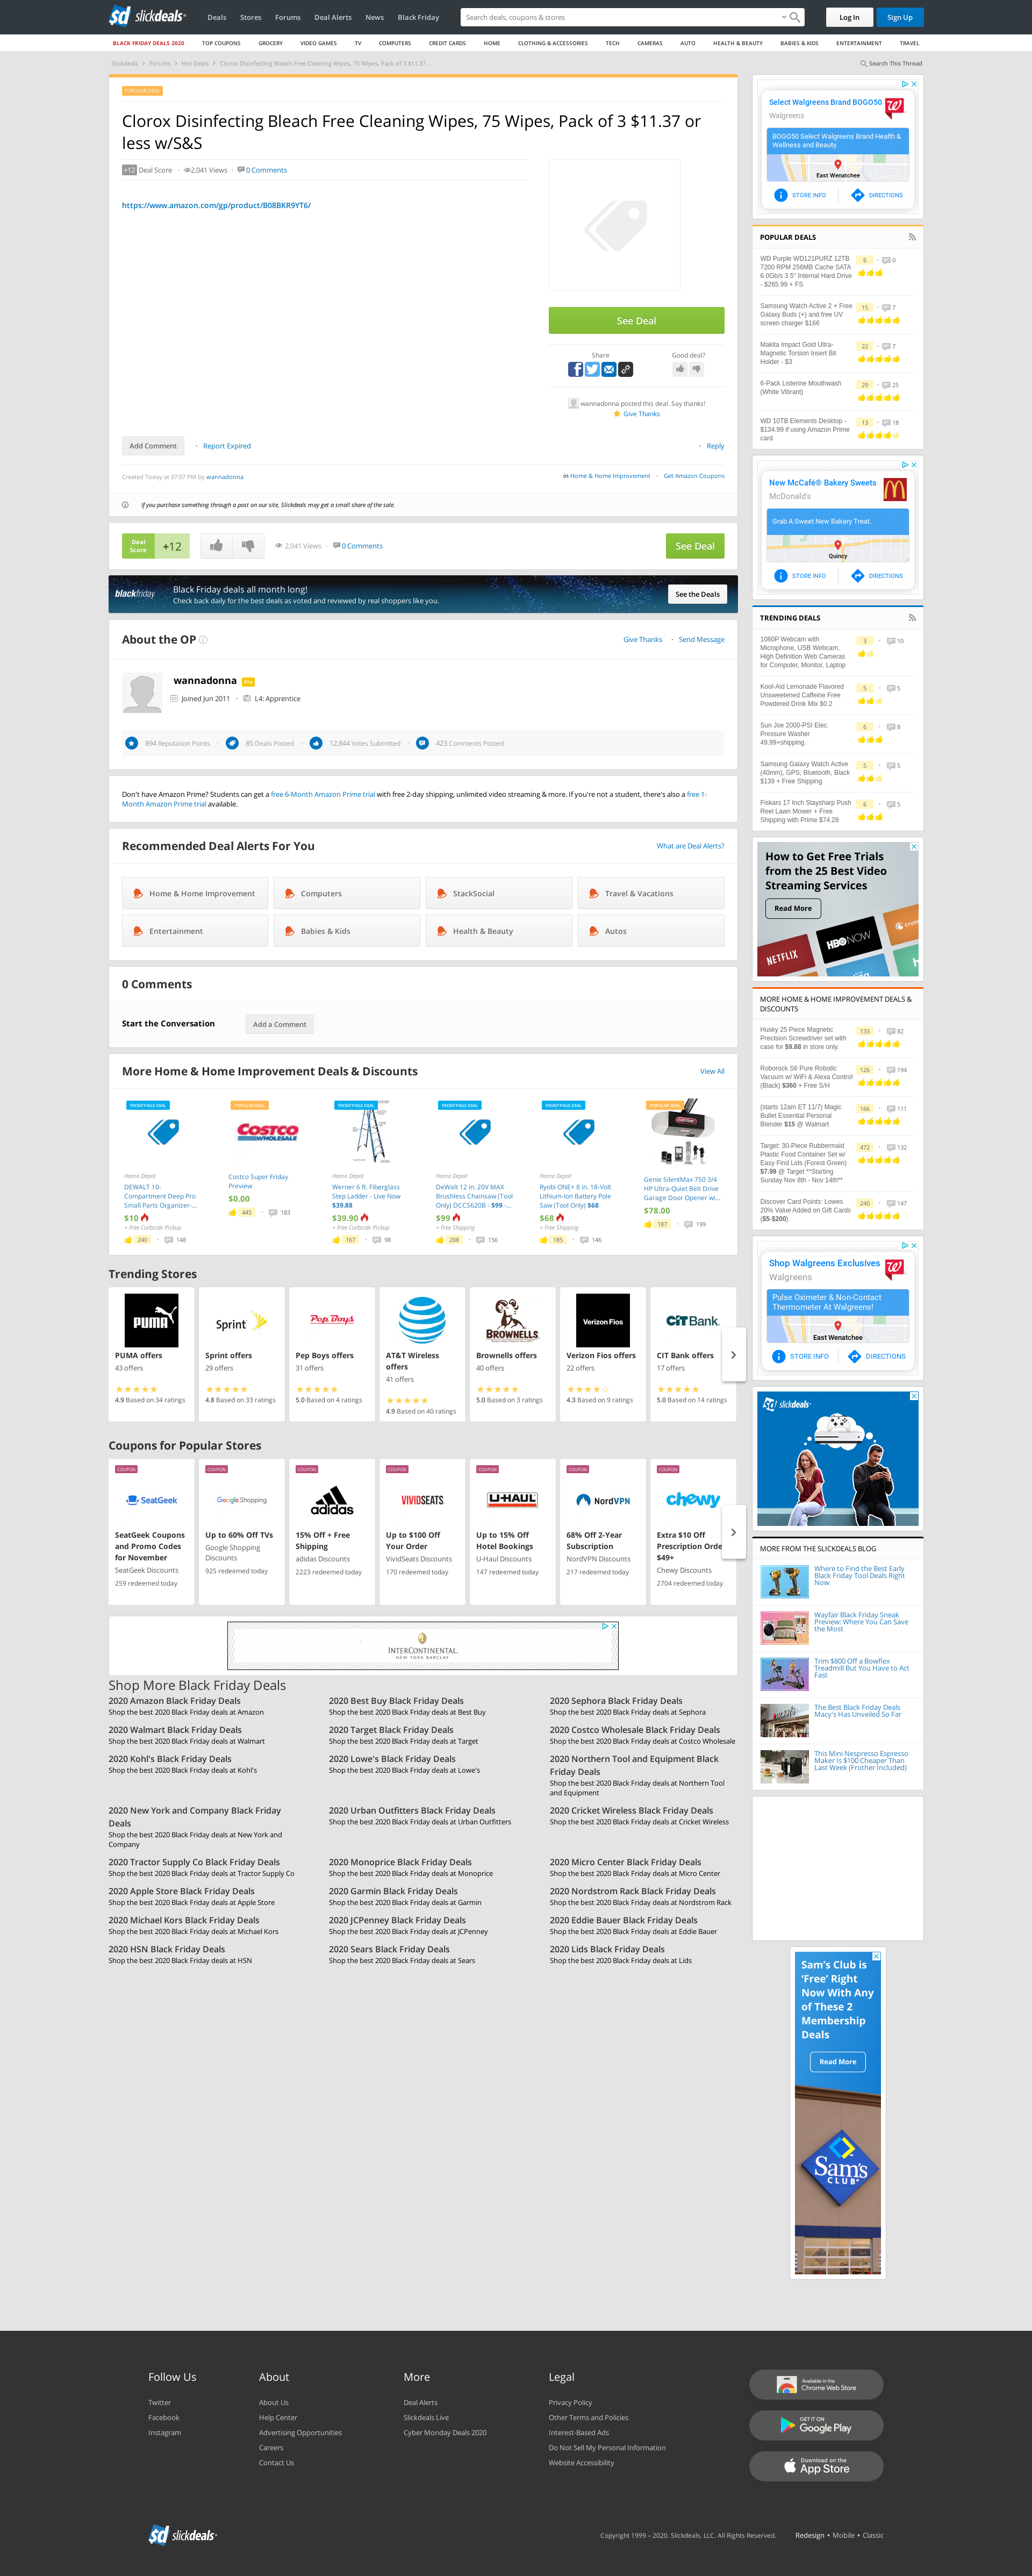 slickdeals
Deals
Stores
Forums
Deal Alerts
News
Black Friday
Search deals, coupons & stores
Log In
Sign Up
BLACK FRIDAY DEALS 2020
TOP COUPONS
GROCERY
VIDEO GAMES
TV
COMPUTERS
CREDIT CARDS
HOME
CLOTHING & ACCESSORIES
TECH
CAMERAS
AUTO
HEALTH & BEAUTY
BABIES & KIDS
ENTERTAINMENT
TRAVEL
Slickdeals > Forums > Hot Deals > Clorox Disinfecting Bleach Free Cleaning Wipes, 75 Wipes, Pack of 3 $11.37...
Search This Thread
POPULAR DEAL
Clorox Disinfecting Bleach Free Cleaning Wipes, 75 Wipes, Pack of 3 $11.37 or
less w/S&S
+12 Deal Score · 2,041 Views · 0 Comments
https://www.amazon.com/gp/product/B08BKR9YT6/
See Deal
Share
Good deal?
wannadonna posted this deal. Say thanks!
Give Thanks
Add Comment · Report Expired
· Reply
Created Today at 07:07 PM by wannadonna
in Home & Home Improvement · Get Amazon Coupons
If you purchase something through a post on our site, Slickdeals may get a small share of the sale.
Deal
Score
+12
2,041 Views · 0 Comments
See Deal
blackfriday
Black Friday deals all month long!
Check back daily for the best deals as voted and reviewed by real shoppers like you.
See the Deals
About the OP
Give Thanks · Send Message
wannadonna
Pro
Joined Jun 2011 · L4: Apprentice
894 Reputation Points · 85 Deals Posted · 12,844 Votes Submitted · 423 Comments Posted
Don't have Amazon Prime? Students can get a free 6-Month Amazon Prime trial with free 2-day shipping, unlimited video streaming & more. If you're not a student, there's also a free 1-
Month Amazon Prime trial available.
Recommended Deal Alerts For You
What are Deal Alerts?
Home & Home Improvement
Computers
StackSocial
Travel & Vacations
Entertainment
Babies & Kids
Health & Beauty
Autos
0 Comments
Start the Conversation
Add a Comment
More Home & Home Improvement Deals & Discounts
View All
FRONTPAGE DEAL
Home Depot
DEWALT 10-
Compartment Deep Pro
Small Parts Organizer-...
$10
+ Free Curbside Pickup
240 · 148
POPULAR DEAL
COSTCO
WHOLESALE
Costco Super Friday
Preview
$0.00
445 · 183
FRONTPAGE DEAL
Home Depot
Werner 6 ft. Fiberglass
Step Ladder - Live Now
$39.88
$39.90
+ Free Curbside Pickup
167 · 98
FRONTPAGE DEAL
Home Depot
DeWalt 12 in. 20V MAX
Brushless Chainsaw (Tool
Only) DCCS620B - $99 -...
$99
+ Free Shipping
208 · 156
FRONTPAGE DEAL
Home Depot
Ryobi ONE+ 8 in. 18-Volt
Lithium-Ion Battery Pole
Saw (Tool Only) $68
$68
+ Free Shipping
185 · 146
POPULAR DEAL
Genie SilentMax 750 3/4
HP Ultra-Quiet Belt Drive
Garage Door Opener wi...
$78.00
187 · 199
Trending Stores
PUMA
PUMA offers
43 offers
4.9 Based on 34 ratings
Sprint
Sprint offers
29 offers
4.8 Based on 33 ratings
Pep Boys
Pep Boys offers
31 offers
5.0 Based on 4 ratings
AT&T Wireless
offers
41 offers
4.9 Based on 40 ratings
BROWNELLS.
Brownells offers
40 offers
5.0 Based on 3 ratings
Verizon Fios
Verizon Fios offers
22 offers
4.3 Based on 9 ratings
CIT BANK.
CIT Bank offers
17 offers
5.0 Based on 14 ratings
Coupons for Popular Stores
COUPON
SeatGeek
SeatGeek Coupons
and Promo Codes
for November
SeatGeek Discounts
259 redeemed today
COUPON
Google Shopping
Up to 60% Off TVs
Google Shopping
Discounts
925 redeemed today
COUPON
adidas
15% Off + Free
Shipping
adidas Discounts
2223 redeemed today
COUPON
VIVIDSEATS.
Up to $100 Off
Your Order
VividSeats Discounts
170 redeemed today
COUPON
U-HAUL
Up to 15% Off
Hotel Bookings
U-Haul Discounts
147 redeemed today
COUPON
NordVPN
68% Off 2-Year
Subscription
NordVPN Discounts
217 redeemed today
COUPON
chewy
Extra $10 Off
Prescription Orde
$49+
Chewy Discounts
2704 redeemed today
INTERCONTINENTAL.
NEW YORK BARCLAY
Shop More Black Friday Deals
2020 Amazon Black Friday Deals
Shop the best 2020 Black Friday deals at Amazon
2020 Best Buy Black Friday Deals
Shop the best 2020 Black Friday deals at Best Buy
2020 Sephora Black Friday Deals
Shop the best 2020 Black Friday deals at Sephora
2020 Walmart Black Friday Deals
Shop the best 2020 Black Friday deals at Walmart
2020 Target Black Friday Deals
Shop the best 2020 Black Friday deals at Target
2020 Costco Wholesale Black Friday Deals
Shop the best 2020 Black Friday deals at Costco Wholesale
2020 Kohl's Black Friday Deals
Shop the best 2020 Black Friday deals at Kohl's
2020 Lowe's Black Friday Deals
Shop the best 2020 Black Friday deals at Lowe's
2020 Northern Tool and Equipment Black
Friday Deals
Shop the best 2020 Black Friday deals at Northern Tool
and Equipment
2020 New York and Company Black Friday
Deals
Shop the best 2020 Black Friday deals at New York and
Company
2020 Urban Outfitters Black Friday Deals
Shop the best 2020 Black Friday deals at Urban Outfitters
2020 Cricket Wireless Black Friday Deals
Shop the best 2020 Black Friday deals at Cricket Wireless
2020 Tractor Supply Co Black Friday Deals
Shop the best 2020 Black Friday deals at Tractor Supply Co
2020 Monoprice Black Friday Deals
Shop the best 2020 Black Friday deals at Monoprice
2020 Micro Center Black Friday Deals
Shop the best 2020 Black Friday deals at Micro Center
2020 Apple Store Black Friday Deals
Shop the best 2020 Black Friday deals at Apple Store
2020 Garmin Black Friday Deals
Shop the best 2020 Black Friday deals at Garmin
2020 Nordstrom Rack Black Friday Deals
Shop the best 2020 Black Friday deals at Nordstrom Rack
2020 Michael Kors Black Friday Deals
Shop the best 2020 Black Friday deals at Michael Kors
2020 JCPenney Black Friday Deals
Shop the best 2020 Black Friday deals at JCPenney
2020 Eddie Bauer Black Friday Deals
Shop the best 2020 Black Friday deals at Eddie Bauer
2020 HSN Black Friday Deals
Shop the best 2020 Black Friday deals at HSN
2020 Sears Black Friday Deals
Shop the best 2020 Black Friday deals at Sears
2020 Lids Black Friday Deals
Shop the best 2020 Black Friday deals at Lids
Select Walgreens Brand BOGO50
Walgreens
BOGO50 Select Walgreens Brand Health &
Wellness and Beauty.
East Wenatchee
STORE INFO
DIRECTIONS
POPULAR DEALS
WD Purple WD121PURZ 12TB
7200 RPM 256MB Cache SATA
6.0Gb/s 3.5" Internal Hard Drive
- $265.99 + FS
6 · 0
Samsung Watch Active 2 + Free
Galaxy Buds (+) and free UV
screen charger $166
15 · 7
Makita Impact Gold Ultra-
Magnetic Torsion Insert Bit
Holder - $3
22 · 7
6-Pack Listerine Mouthwash
(White Vibrant)
29 · 25
WD 10TB Elements Desktop -
$134.99 if using Amazon Prime
card
13 · 18
New McCafé® Bakery Sweets
McDonald's
Grab A Sweet New Bakery Treat.
Quincy
STORE INFO
DIRECTIONS
TRENDING DEALS
1080P Webcam with
Microphone, USB Webcam,
High Definition Web Cameras
for Computer, Monitor, Laptop
3 · 10
Kool-Aid Lemonade Flavored
Unsweetened Caffeine Free
Powdered Drink Mix $0.2
5 · 5
Sun Joe 2000-PSI Elec.
Pressure Washer
49.99+shipping.
6 · 8
Samsung Galaxy Watch Active
(40mm), GPS, Bluetooth, Black
$139 + Free Shipping
5 · 5
Fiskars 17 Inch Staysharp Push
Reel Lawn Mower + Free
Shipping with Prime $74.28
6 · 5
How to Get Free Trials
from the 25 Best Video
Streaming Services
Read More
NETFLIX
HBO NOW
MORE HOME & HOME IMPROVEMENT DEALS &
DISCOUNTS
Husky 25 Piece Magnetic
Precision Screwdriver set with
case for $9.88 in store only.
133 · 82
Roborock S6 Pure Robotic
Vacuum w/ WiFi & Alexa Control
(Black) $360 + Free S/H
126 · 194
(starts 12am ET 11/7) Magic
Bullet Essential Personal
Blender $15 @ Walmart
166 · 111
Target: 30-Piece Rubbermaid
Plastic Food Container Set w/
Easy Find Lids (Forest Green)
$7.99 @ Target **Starting
Sunday Nov 8th - Nov 14th**
472 · 132
Discover Card Points: Lowes
20% Value Added on Gift Cards
($5-$200)
240 · 147
Shop Walgreens Exclusives
Walgreens
Pulse Oximeter & Non-Contact
Thermometer At Walgreens!
East Wenatchee
STORE INFO
DIRECTIONS
slickdeals
MORE FROM THE SLICKDEALS BLOG
Where to Find the Best Early
Black Friday Tool Deals Right
Now
Wayfair Black Friday Sneak
Preview: Where You Can Save
the Most
Trim $800 Off a Bowflex
Treadmill But You Have to Act
Fast
The Best Black Friday Deals
Macy's Has Unveiled So Far
This Mini Nespresso Espresso
Maker Is $100 Cheaper Than
Last Week (Frother Included)
Sam's Club is
'Free' Right
Now With Any
of These 2
Membership
Deals
Read More
Sam's
CLUB
Follow Us
Twitter
Facebook
Instagram
About
About Us
Help Center
Advertising Opportunities
Careers
Contact Us
More
Deal Alerts
Slickdeals Live
Cyber Monday Deals 2020
Legal
Privacy Policy
Other Terms and Policies
Interest-Based Ads
Do Not Sell My Personal Information
Website Accessibility
Available in the
Chrome Web Store
GET IT ON
Google Play
Download on the
App Store
slickdeals
Copyright 1999 - 2020. Slickdeals, LLC. All Rights Reserved.
Redesign • Mobile • Classic